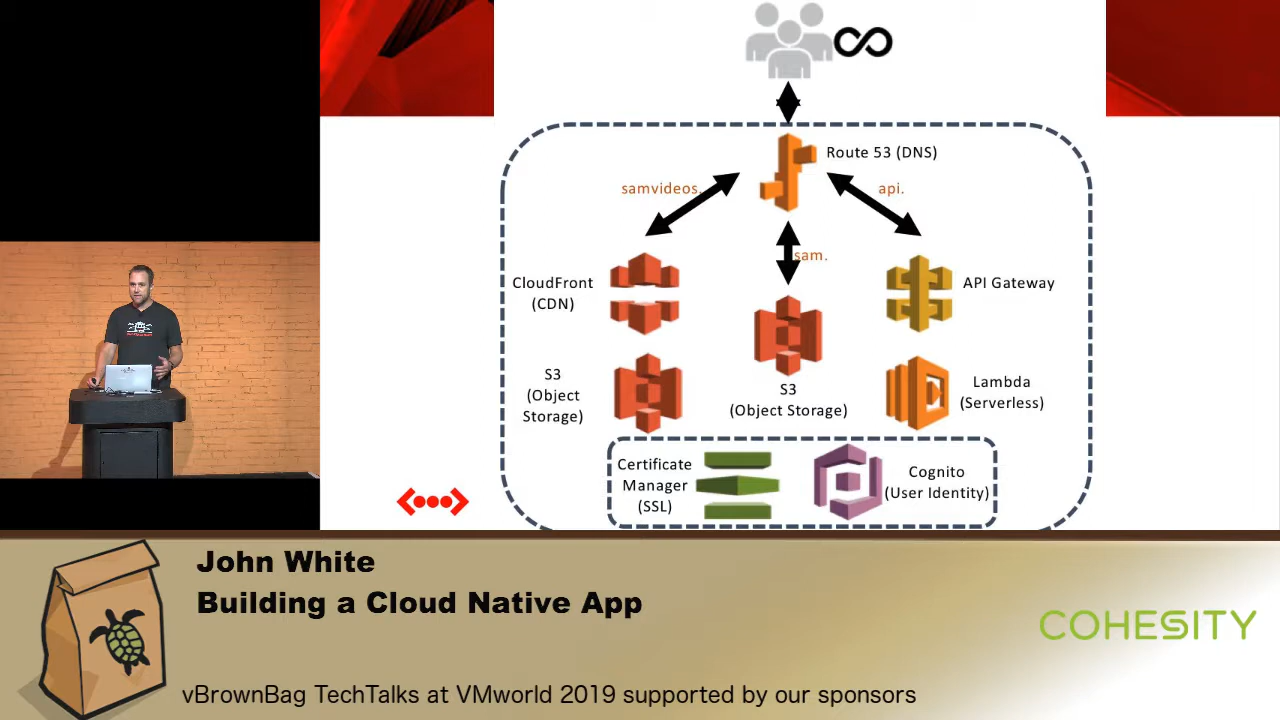 Route 53 (DNS)
samvideos.
api.
sam.
CloudFront
(CDN)
API Gateway
S3
(Object
Storage)
S3
(Object Storage)
Lambda
(Serverless)
Certificate
Manager
(SSL)
Cognito
(User Identity)
John White
Building a Cloud Native App
COHESITY
vBrownBag TechTalks at VMworld 2019 supported by our sponsors